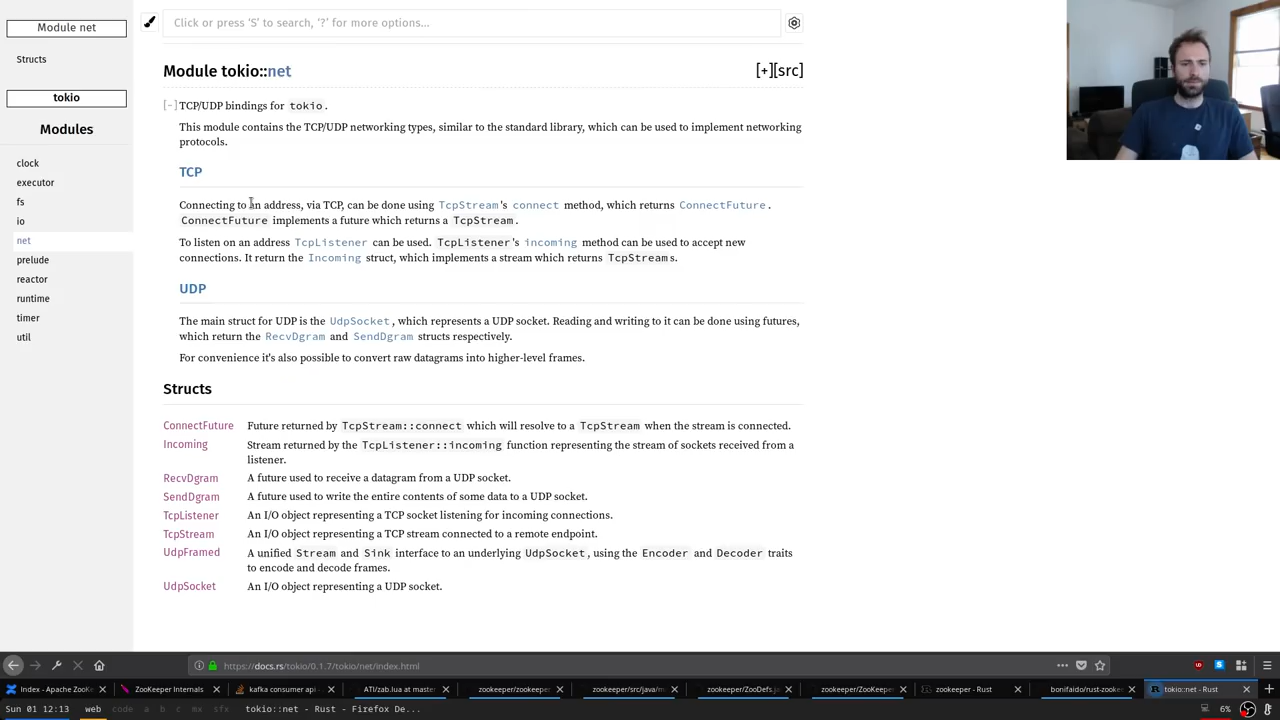 Module net
Structs
tokio
Modules
clock
executor
fs
io
net
prelude
reactor
runtime
timer
util
Click or press ‘S’ to search, ‘?’ for more options…
Module tokio::net
[+][src]
[-] TCP/UDP bindings for tokio.
This module contains the TCP/UDP networking types, similar to the standard library, which can be used to implement networking
protocols.
TCP
Connecting to an address, via TCP, can be done using TcpStream's connect method, which returns ConnectFuture.
ConnectFuture implements a future which returns a TcpStream.
To listen on an address TcpListener can be used. TcpListener's incoming method can be used to accept new
connections. It return the Incoming struct, which implements a stream which returns TcpStreams.
UDP
The main struct for UDP is the UdpSocket, which represents a UDP socket. Reading and writing to it can be done using futures,
which return the RecvDgram and SendDgram structs respectively.
For convenience it's also possible to convert raw datagrams into higher-level frames.
Structs
ConnectFuture Future returned by TcpStream::connect which will resolve to a TcpStream when the stream is connected.
Incoming Stream returned by the TcpListener::incoming function representing the stream of sockets received from a
listener.
RecvDgram A future used to receive a datagram from a UDP socket.
SendDgram A future used to write the entire contents of some data to a UDP socket.
TcpListener An I/O object representing a TCP socket listening for incoming connections.
TcpStream An I/O object representing a TCP stream connected to a remote endpoint.
UdpFramed A unified Stream and Sink interface to an underlying UdpSocket, using the Encoder and Decoder traits
to encode and decode frames.
UdpSocket An I/O object representing a UDP socket.
https://docs.rs/tokio/0.1.7/tokio/net/index.html
Index - Apache ZooKe
ZooKeeper Internals
kafka consumer api -
ATI/zab.lua at master
zookeeper/zookeeper
zookeeper/src/java/m
zookeeper/ZooDefs.ja
zookeeper/ZooKeeper
zookeeper - Rust
bonifaido/rust-zookee
tokio::net - Rust
Sun 01 12:13 web code a b c mx sfx tokio::net - Rust - Firefox De... 6%